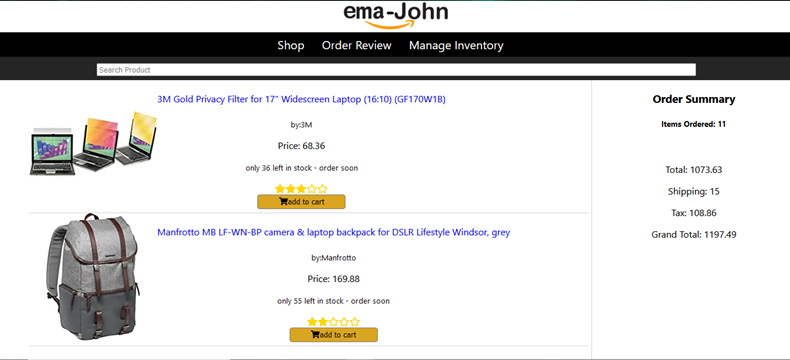 ema-John
Shop Order Review Manage Inventory
Search Product
3M Gold Privacy Filter for 17" Widescreen Laptop (16:10) (GF170W1B)
by:3M
Price: 68.36
only 36 left in stock - order soon
add to cart
Manfrotto MB LF-WN-BP camera & laptop backpack for DSLR Lifestyle Windsor, grey
by:Manfrotto
Price: 169.88
only 55 left in stock - order soon
add to cart
Order Summary
Items Ordered: 11
Total: 1073.63
Shipping: 15
Tax: 108.86
Grand Total: 1197.49